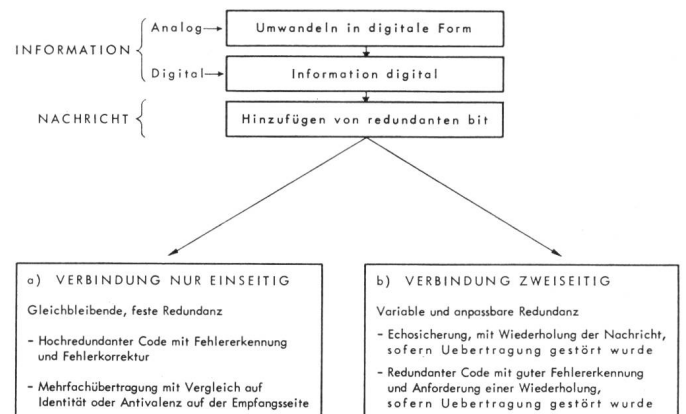 Analog
Umwandeln in digitale Form
INFORMATION
Digital
Information digital
NACHRICHT
Hinzufügen von redundanten bit
a) VERBINDUNG NUR EINSEITIG
Gleichbleibende, feste Redundanz
- Hochredundanter Code mit Fehlererkennung
und Fehlerkorrektur
- Mehrfachübertragung mit Vergleich auf
Identität oder Antivalenz auf der Empfangsseite
b) VERBINDUNG ZWEISEITIG
Variable und anpassbare Redundanz
- Echosicherung, mit Wiederholung der Nachricht,
sofern Uebertragung gestört wurde
- Redundanter Code mit guter Fehlererkennung
und Anforderung einer Wiederholung,
sofern Uebertragung gestört wurde